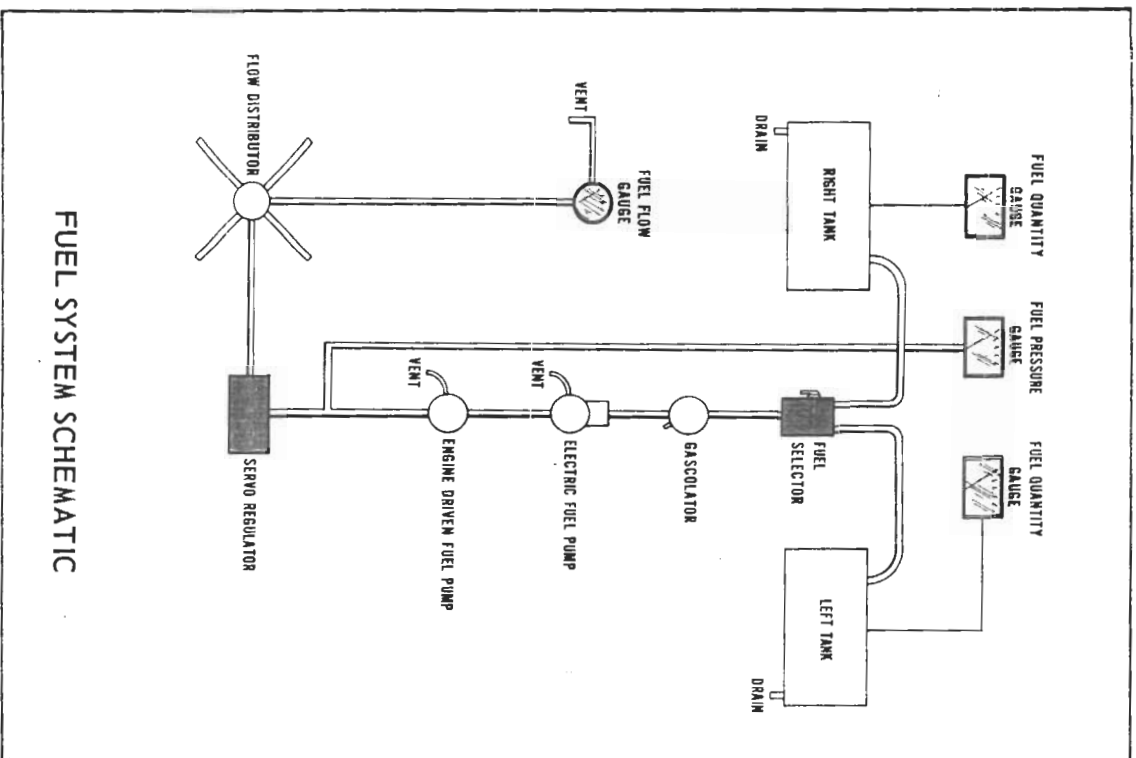 FUEL QUANTITY
GAUGE
FUEL PRESSURE
GAUGE
FUEL QUANTITY
GAUGE
RIGHT TANK
DRAIN
LEFT TANK
DRAIN
FUEL
SELECTOR
GASCOLATOR
FUEL FLOW
GAUGE
VENT
ELECTRIC FUEL PUMP
VENT
ENGINE DRIVEN FUEL PUMP
VENT
FLOW DISTRIBUTOR
SERVO REGULATOR
FUEL SYSTEM SCHEMATIC